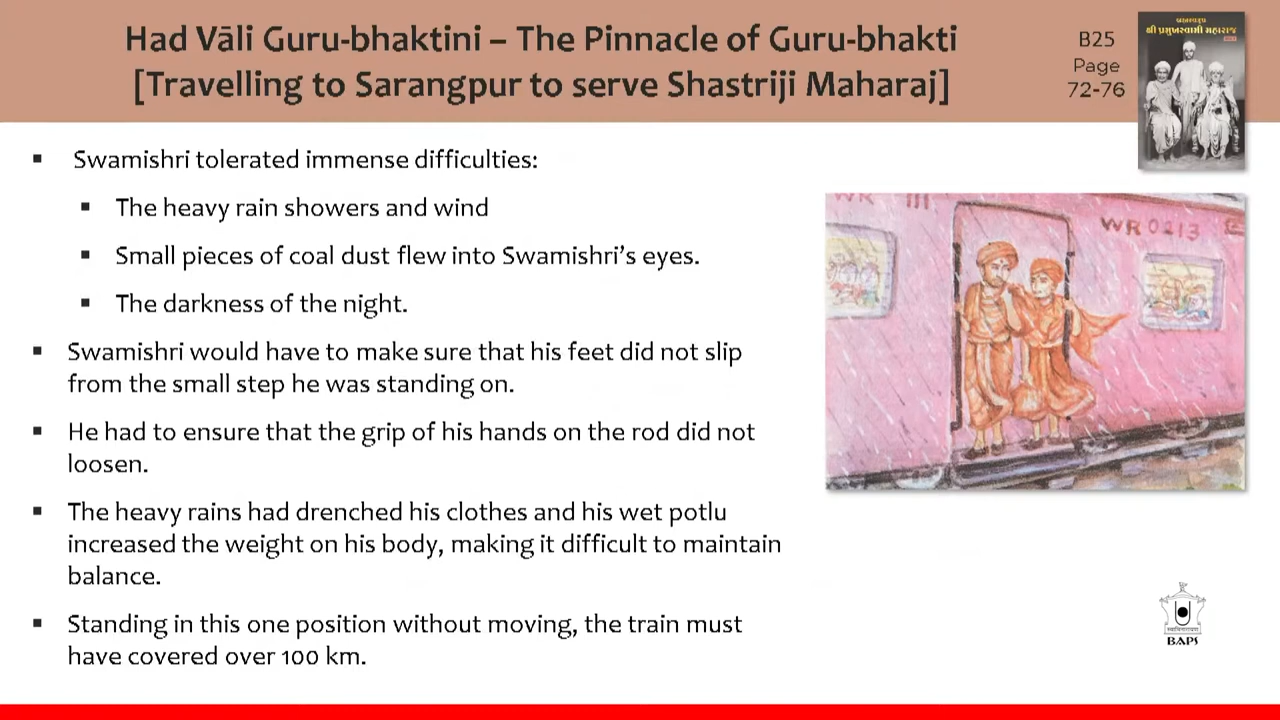 Had Vāli Guru-bhaktini – The Pinnacle of Guru-bhakti
[Travelling to Sarangpur to serve Shastriji Maharaj]
B25
Page
72-76
શ્રી પ્રમુખસ્વામી મહારાજ
▪ Swamishri tolerated immense difficulties:
▪ The heavy rain showers and wind
▪ Small pieces of coal dust flew into Swamishri’s eyes.
▪ The darkness of the night.
▪ Swamishri would have to make sure that his feet did not slip
from the small step he was standing on.
▪ He had to ensure that the grip of his hands on the rod did not
loosen.
▪ The heavy rains had drenched his clothes and his wet potlu
increased the weight on his body, making it difficult to maintain
balance.
▪ Standing in this one position without moving, the train must
have covered over 100 km.
WR III
WR 0213
स्वामिनारायण
BAPS